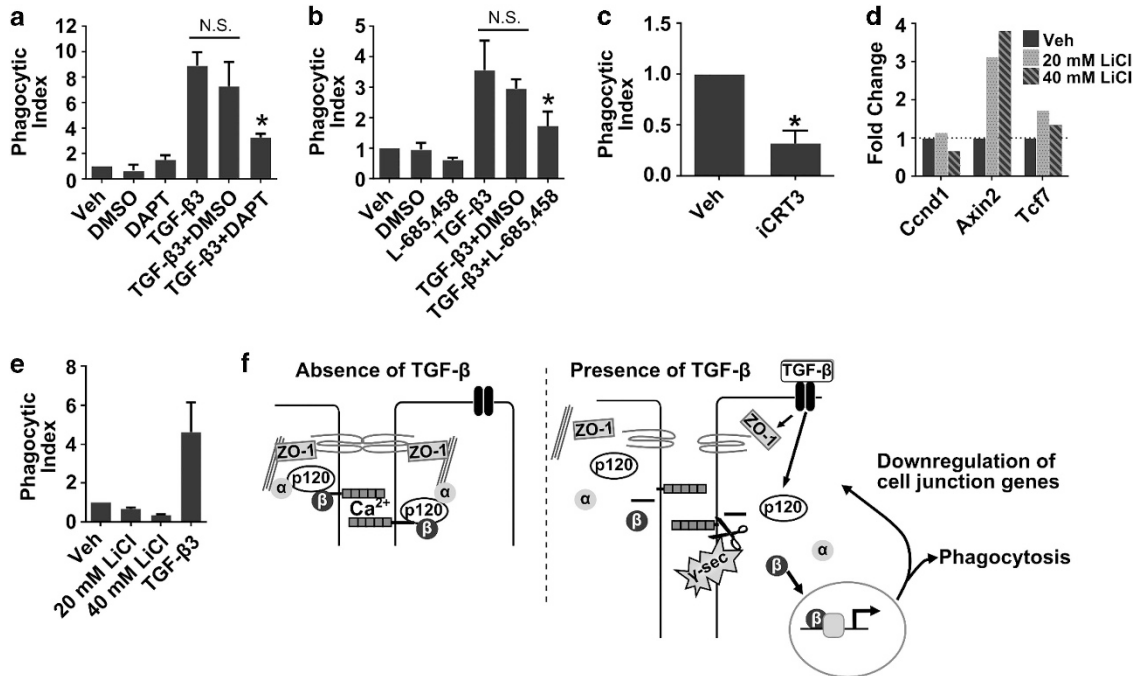 a
N.S.
Phagocytic
Index
12
10
8
6
4
2
0
*
Veh
DMSO
DAPT
TGF-β3
TGF-β3+DMSO
TGF-β3+DAPT
b
N.S.
Phagocytic
Index
6
5
4
3
2
1
0
*
Veh
DMSO
L-685,458
TGF-β3
TGF-β3+DMSO
TGF-β3+L-685,458
c
Phagocytic
Index
1.5
1.0
0.5
0.0
*
Veh
iCRT3
d
Fold Change
4
3
2
1
0
Veh
20 mM LiCl
40 mM LiCl
Ccnd1
Axin2
Tcf7
e
Phagocytic
Index
8
6
4
2
0
Veh
20 mM LiCl
40 mM LiCl
TGF-β3
f
Absence of TGF-β
ZO-1
ZO-1
p120
α
β
Ca2+
p120
α
β
Presence of TGF-β
TGF-β
ZO-1
ZO-1
p120
α
β
p120
γ-sec
α
β
β
Downregulation of
cell junction genes
Phagocytosis